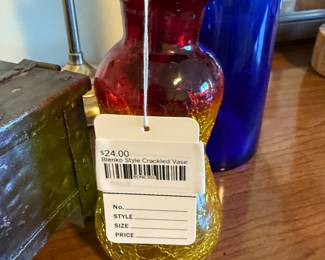 $24.00
Blenko Style Crackled Vase
No.
STYLE
SIZE
PRICE